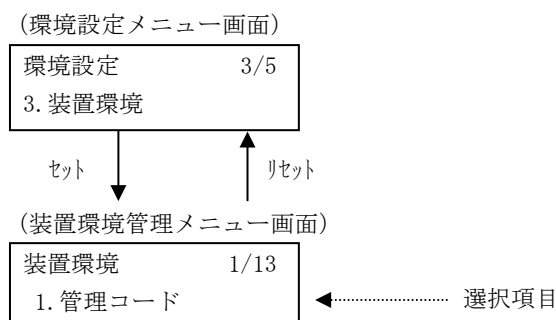 (環境設定メニュー画面)
環境設定 3/5
3.装置環境
ｾｯﾄ ﾘｾｯﾄ
(装置環境管理メニュー画面)
装置環境 1/13
1.管理コード 選択項目